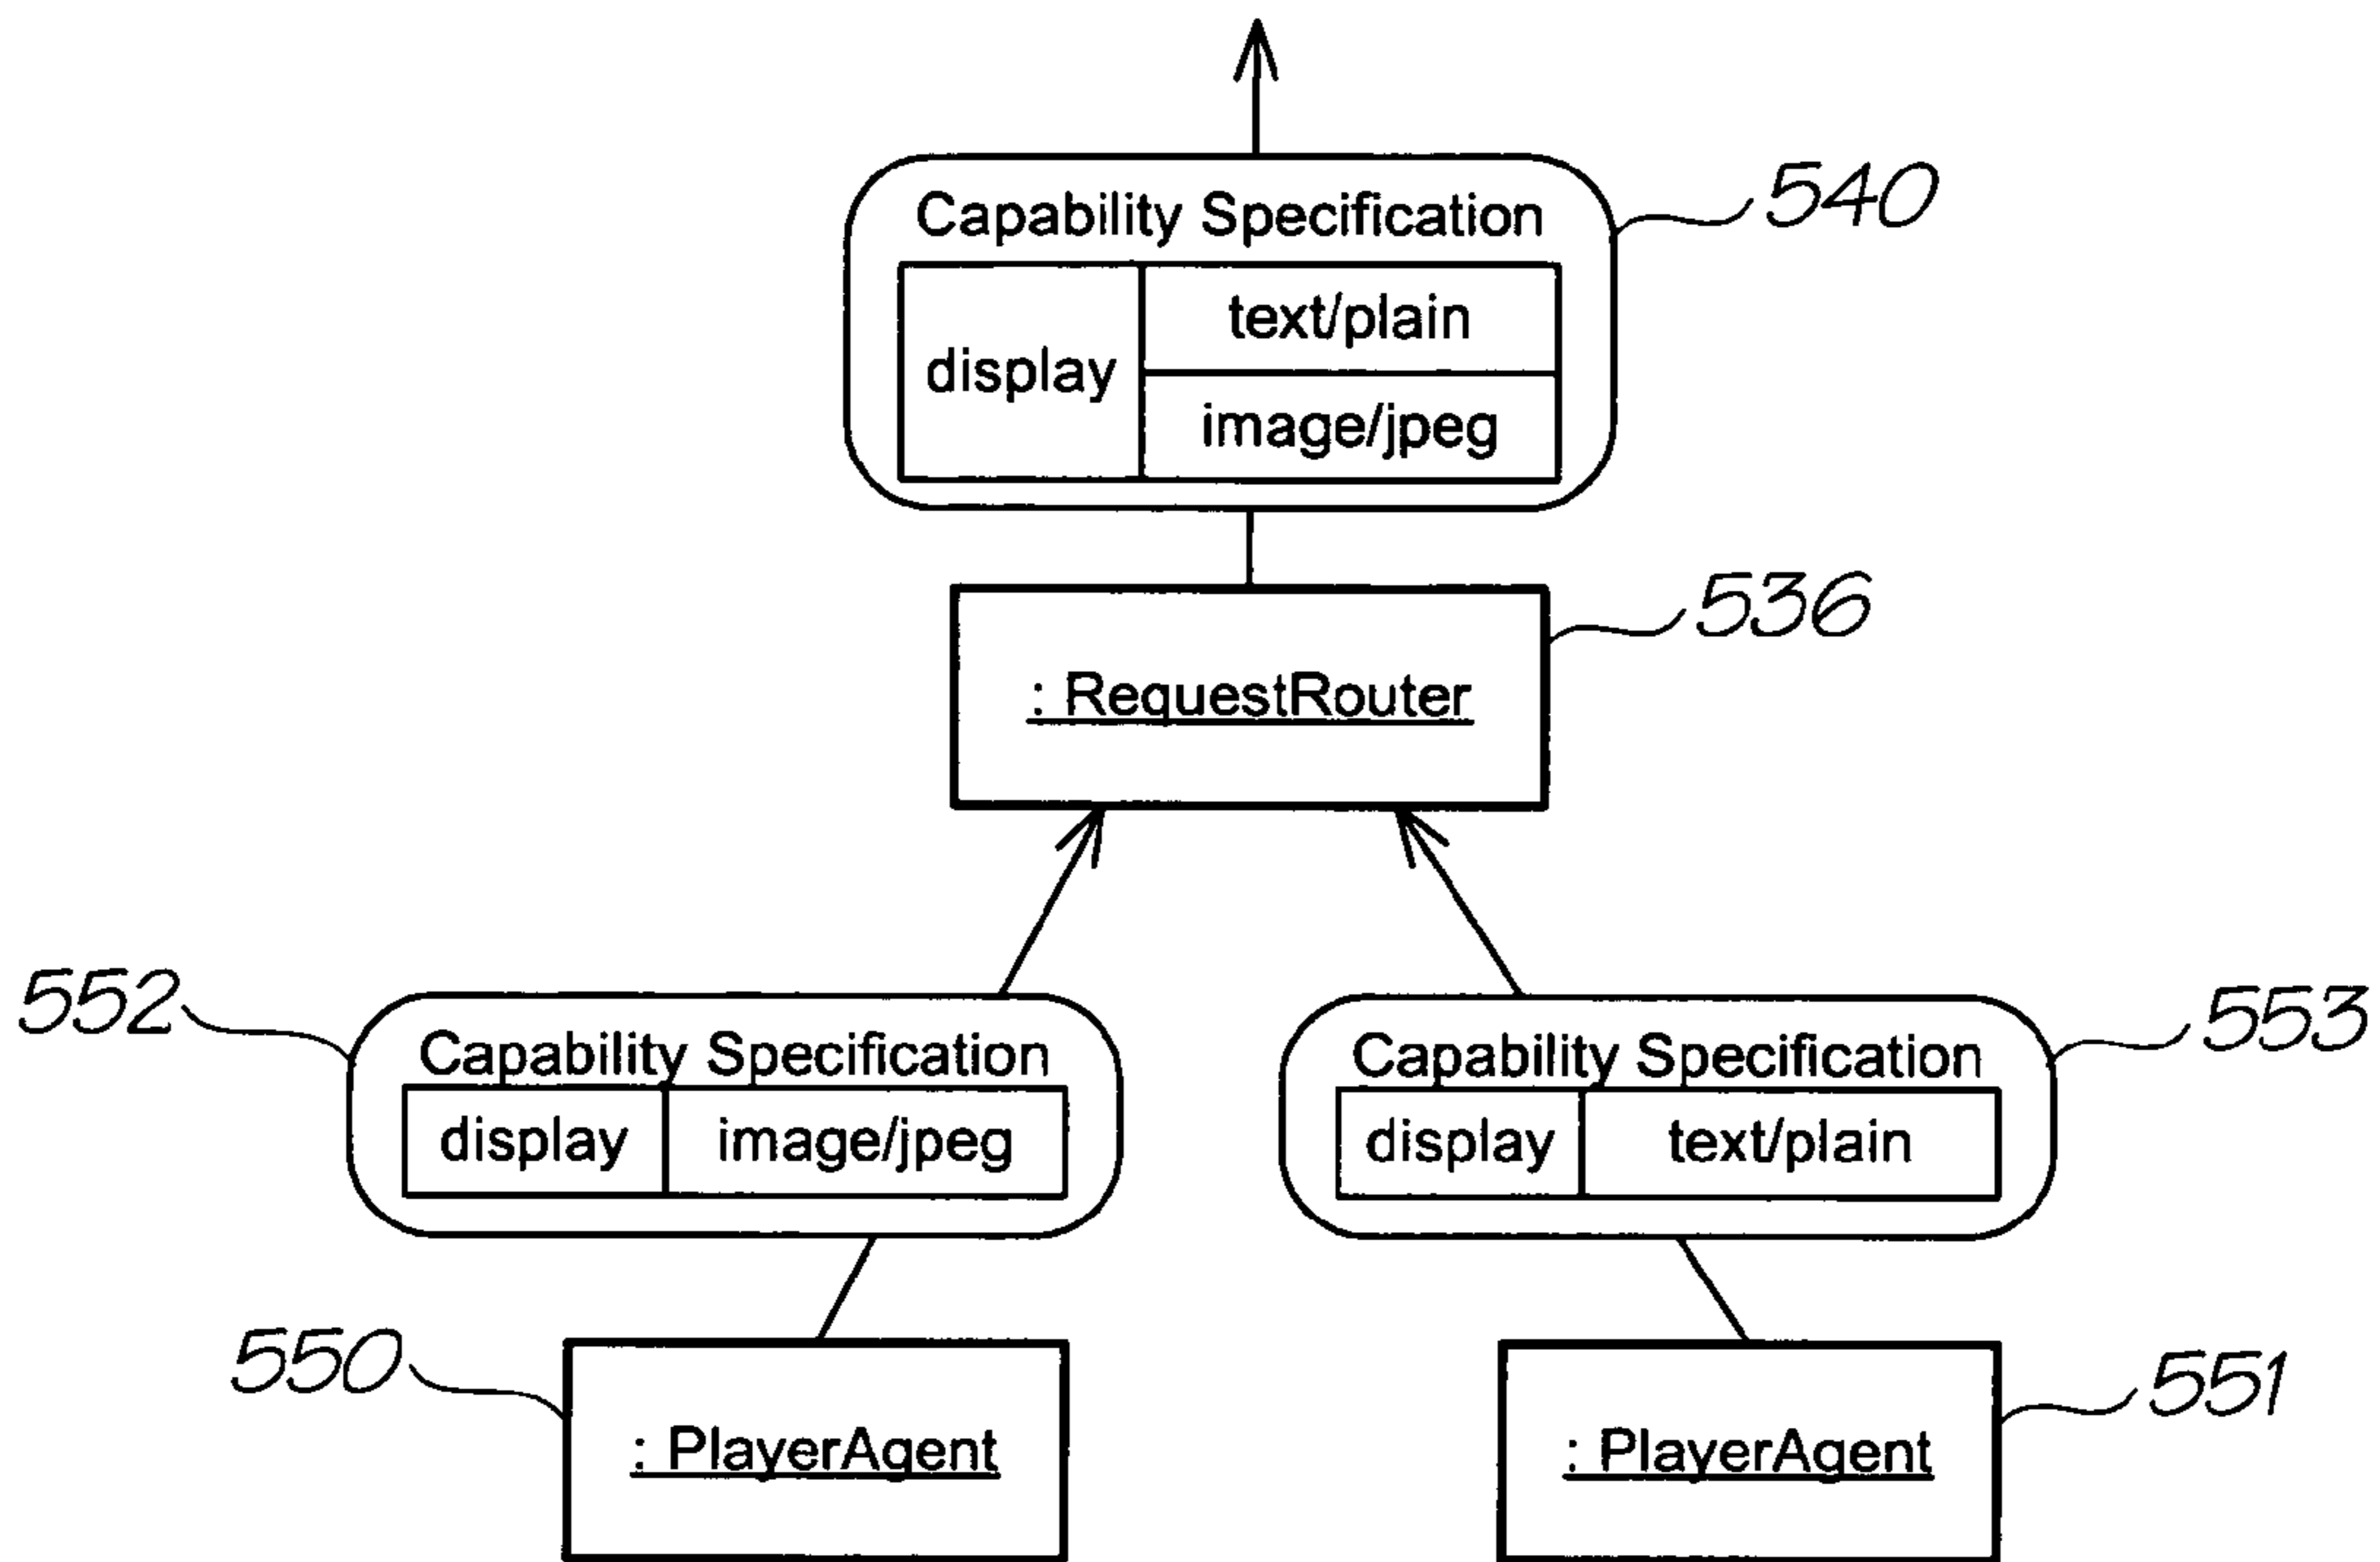 Capability Specification
540
text/plain
display
image/jpeg
536
: RequestRouter
552
553
Capability Specification
Capability Specification
display image/jpeg
display text/plain
550
551
: PlayerAgent
: PlayerAgent